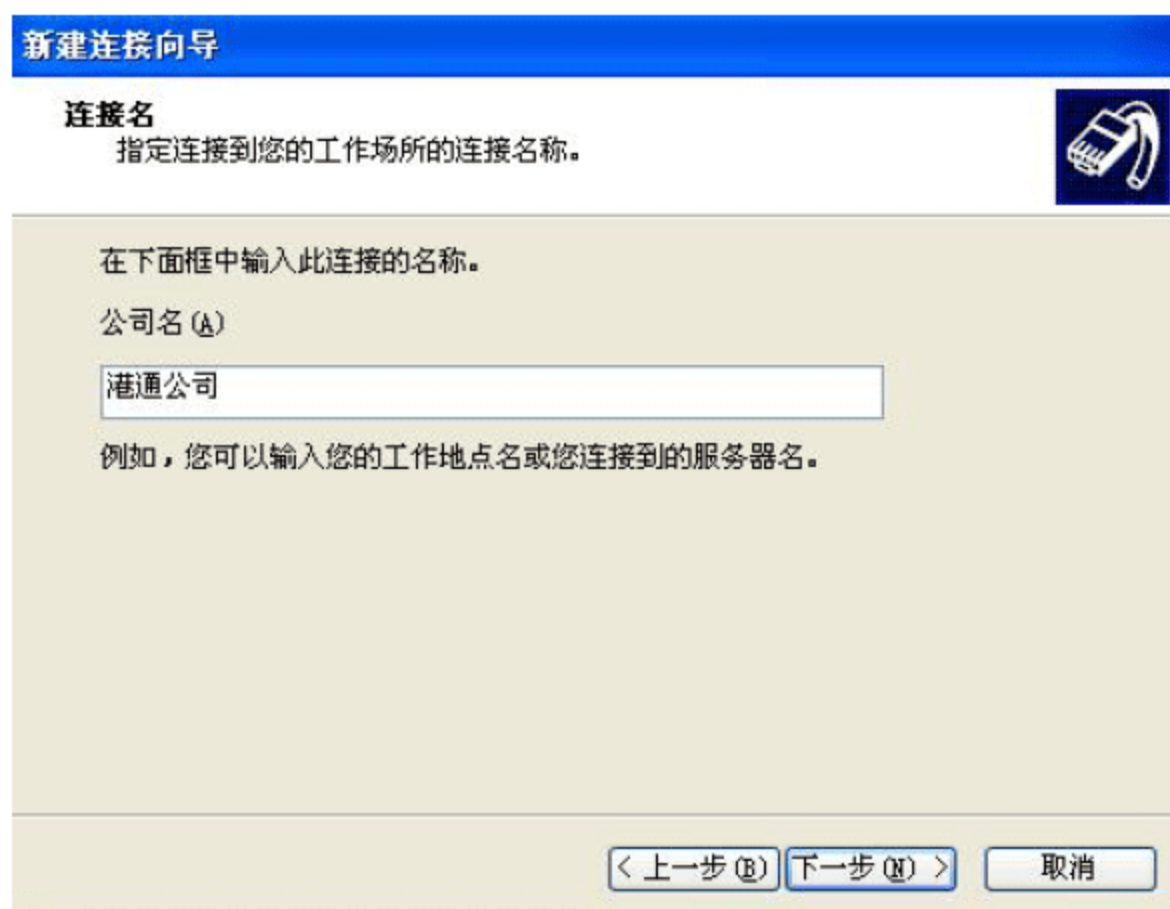 新建连接向导
连接名
指定连接到您的工作场所的连接名称。
在下面框中输入此连接的名称。
公司名(A)
港通公司
例如，您可以输入您的工作地点名或您连接到的服务器名。
< 上一步(B) 下一步(N) > 取消